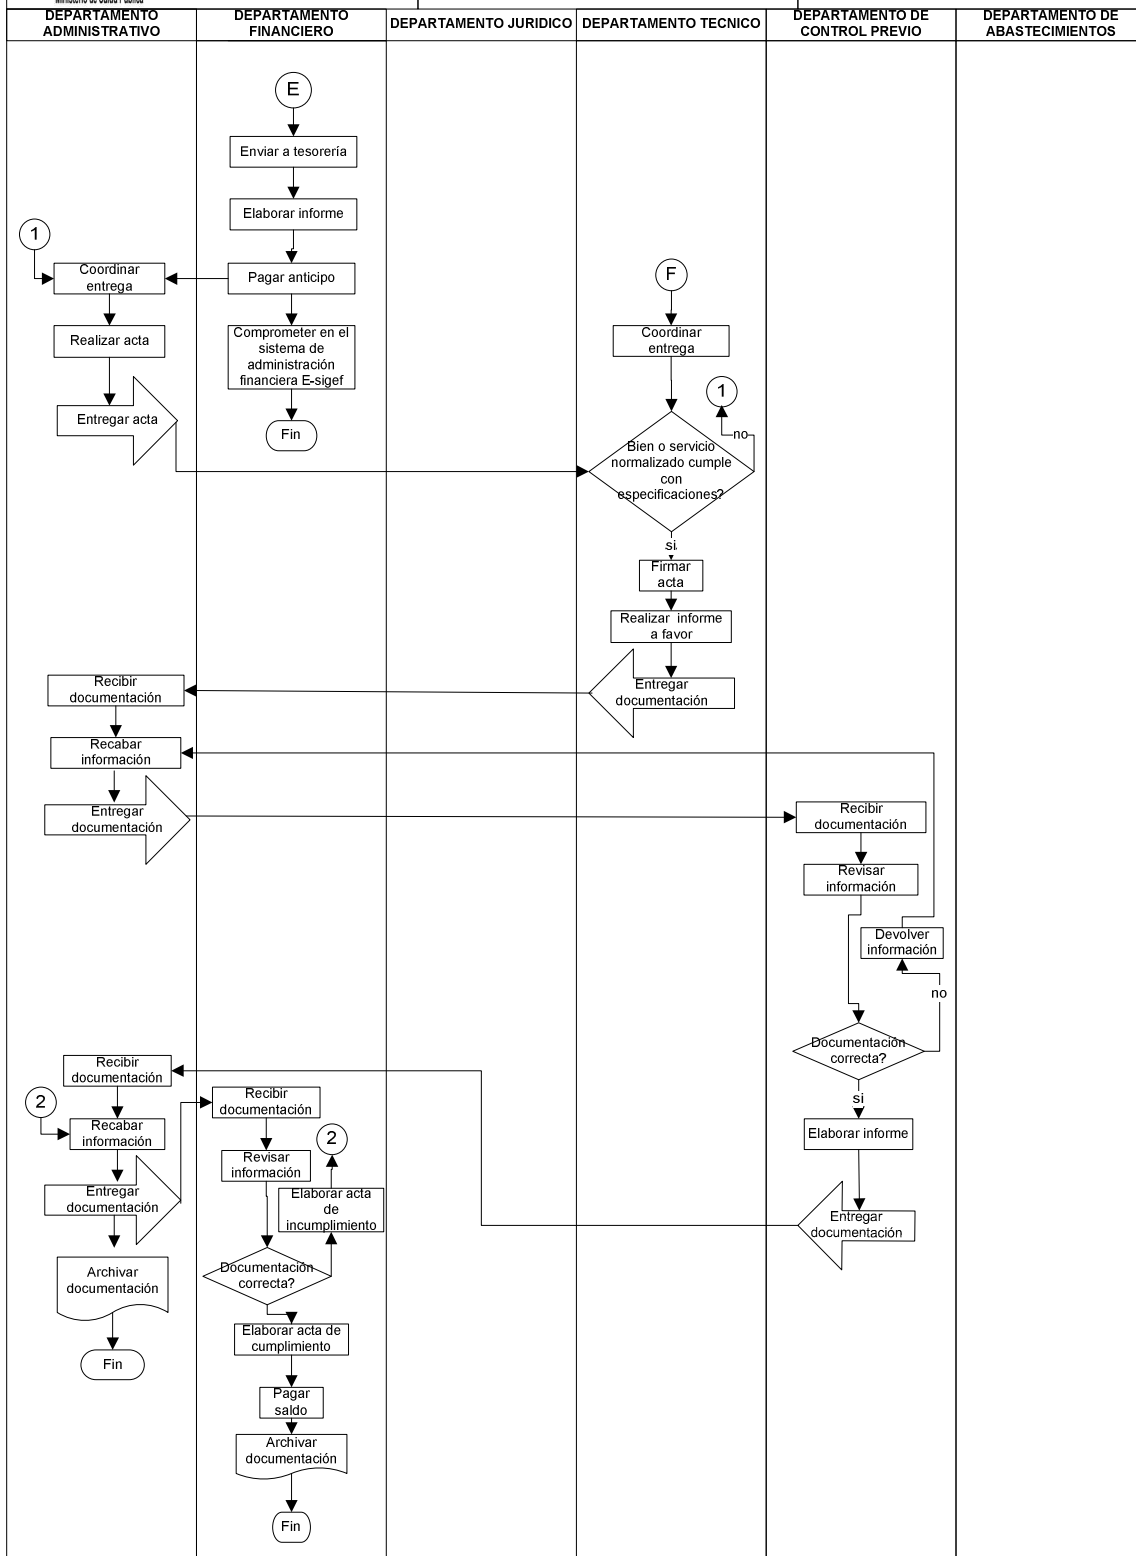 Ministerio de Salud Pública
DEPARTAMENTO
ADMINISTRATIVO
DEPARTAMENTO
FINANCIERO
DEPARTAMENTO JURIDICO
DEPARTAMENTO TECNICO
DEPARTAMENTO DE
CONTROL PREVIO
DEPARTAMENTO DE
ABASTECIMIENTOS
E
Enviar a tesorería
Elaborar informe
1
Coordinar
entrega
Pagar anticipo
F
Realizar acta
Comprometer en el
sistema de
administración
financiera E-sigef
Coordinar
entrega
1
Entregar acta
Fin
no
Bien o servicio
normalizado cumple
con
especificaciones?
si
Firmar
acta
Realizar informe
a favor
Recibir
documentación
Entregar
documentación
Recabar
información
Entregar
documentación
Recibir
documentación
Revisar
información
Devolver
información
no
Documentación
correcta?
si
Recibir
documentación
2
Recabar
información
Recibir
documentación
2
Elaborar informe
Revisar
información
Entregar
documentación
Elaborar acta
de
incumplimiento
Entregar
documentación
Archivar
documentación
Documentación
correcta?
Fin
Elaborar acta de
cumplimiento
Pagar
saldo
Archivar
documentación
Fin